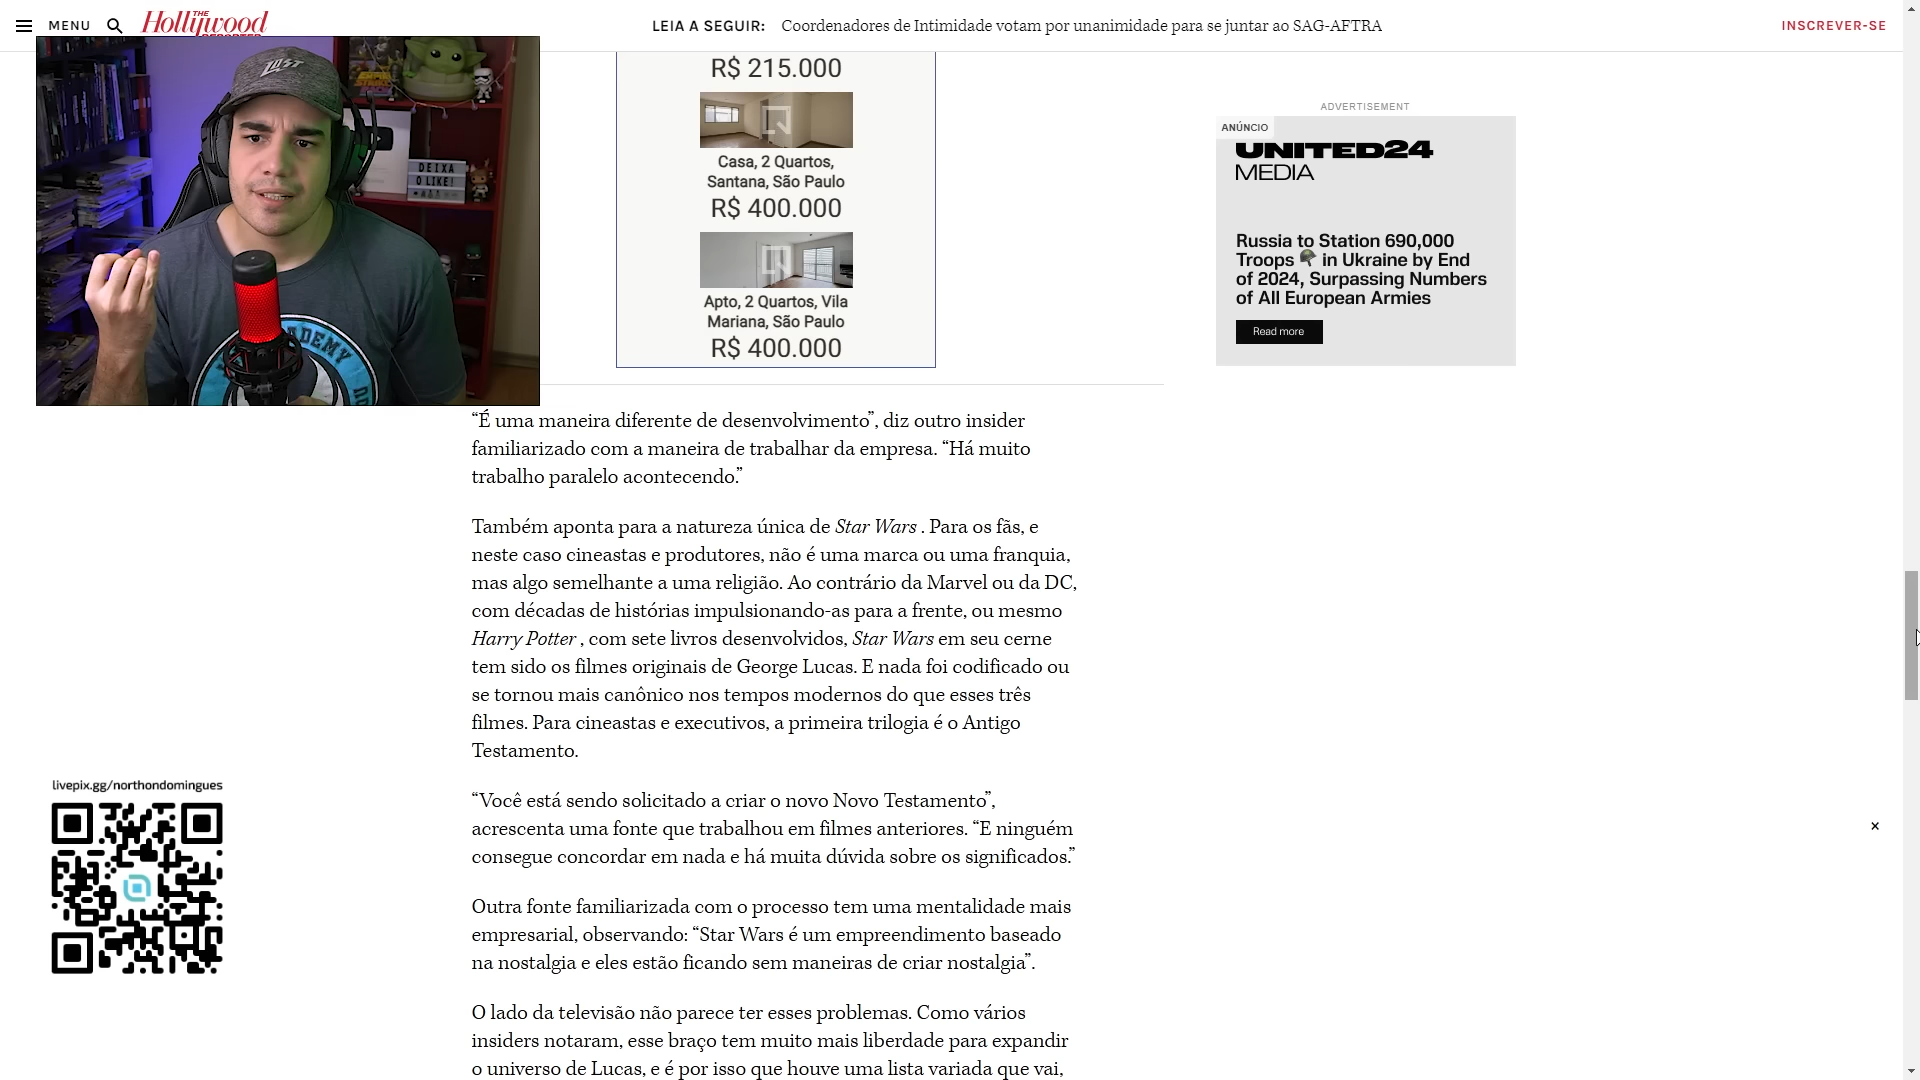 MENU
THE
Hollywood
REPORTER
LEIA A SEGUIR: Coordenadores de Intimidade votam por unanimidade para se juntar ao SAG-AFTRA
INSCREVER-SE
LOST
DEIXA
O LIKE!
R$ 215.000
Casa, 2 Quartos,
Santana, São Paulo
R$ 400.000
Apto, 2 Quartos, Vila
Mariana, São Paulo
R$ 400.000
ADVERTISEMENT
ANÚNCIO
UNITED24
MEDIA
Russia to Station 690,000
Troops 🪖 in Ukraine by End
of 2024, Surpassing Numbers
of All European Armies
Read more
“É uma maneira diferente de desenvolvimento”, diz outro insider
familiarizado com a maneira de trabalhar da empresa. “Há muito
trabalho paralelo acontecendo.”
Também aponta para a natureza única de Star Wars . Para os fãs, e
neste caso cineastas e produtores, não é uma marca ou uma franquia,
mas algo semelhante a uma religião. Ao contrário da Marvel ou da DC,
com décadas de histórias impulsionando-as para a frente, ou mesmo
Harry Potter , com sete livros desenvolvidos, Star Wars em seu cerne
tem sido os filmes originais de George Lucas. E nada foi codificado ou
se tornou mais canônico nos tempos modernos do que esses três
filmes. Para cineastas e executivos, a primeira trilogia é o Antigo
Testamento.
“Você está sendo solicitado a criar o novo Novo Testamento”,
acrescenta uma fonte que trabalhou em filmes anteriores. “E ninguém
consegue concordar em nada e há muita dúvida sobre os significados.”
Outra fonte familiarizada com o processo tem uma mentalidade mais
empresarial, observando: “Star Wars é um empreendimento baseado
na nostalgia e eles estão ficando sem maneiras de criar nostalgia”.
O lado da televisão não parece ter esses problemas. Como vários
insiders notaram, esse braço tem muito mais liberdade para expandir
o universo de Lucas, e é por isso que houve uma lista variada que vai,
livepix.gg/northondomingues